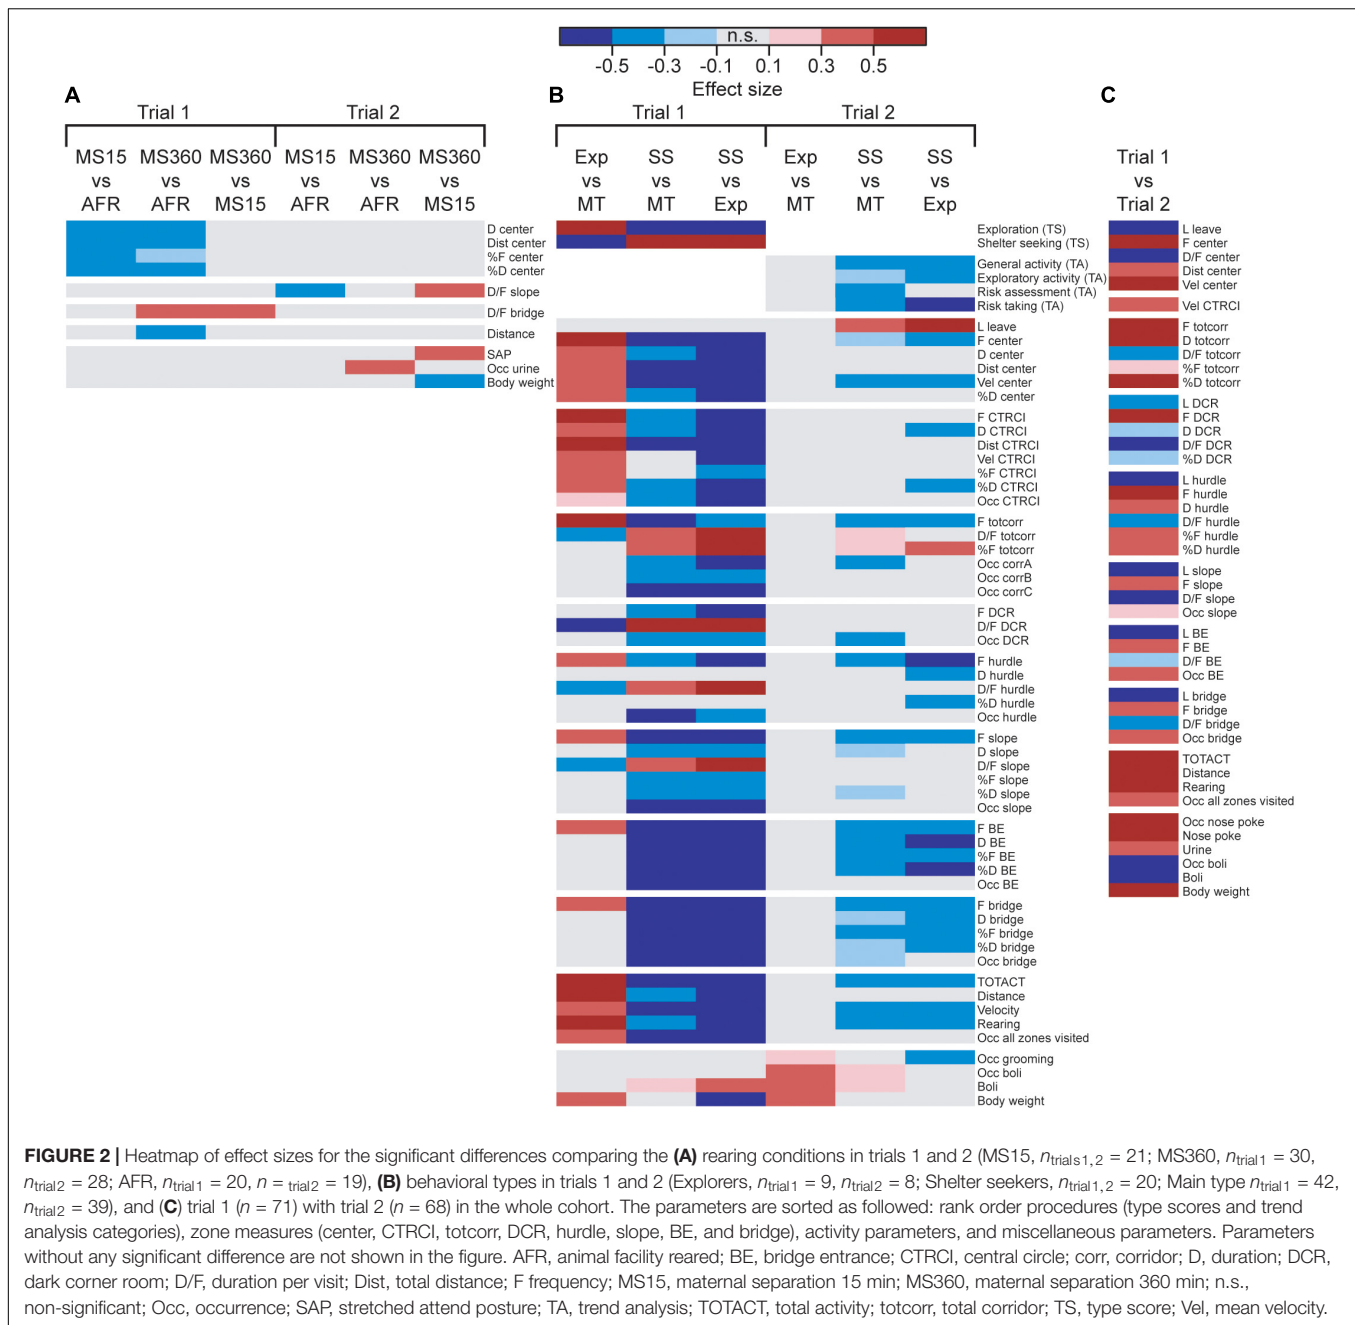 n.s.
-0.5 -0.3 -0.1 0.1 0.3 0.5
Effect size
A
Trial 1 Trial 2
MS15 MS360 MS360 MS15 MS360 MS360
vs vs vs vs vs vs
AFR AFR MS15 AFR AFR MS15
D center
Dist center
%F center
%D center
D/F slope
D/F bridge
Distance
SAP
Occ urine
Body weight
B
Trial 1 Trial 2
Exp SS SS Exp SS SS
vs vs vs vs vs vs
MT MT Exp MT MT Exp
Exploration (TS)
Shelter seeking (TS)
General activity (TA)
Exploratory activity (TA)
Risk assessment (TA)
Risk taking (TA)
L leave
F center
D center
Dist center
Vel center
%D center
F CTRCI
D CTRCI
Dist CTRCI
Vel CTRCI
%F CTRCI
%D CTRCI
Occ CTRCI
F totcorr
D/F totcorr
%F totcorr
Occ corrA
Occ corrB
Occ corrC
F DCR
D/F DCR
Occ DCR
F hurdle
D hurdle
D/F hurdle
%D hurdle
Occ hurdle
F slope
D slope
D/F slope
%F slope
%D slope
Occ slope
F BE
D BE
%F BE
%D BE
Occ BE
F bridge
D bridge
%F bridge
%D bridge
Occ bridge
TOTACT
Distance
Velocity
Rearing
Occ all zones visited
Occ grooming
Occ boli
Boli
Body weight
C
Trial 1
vs
Trial 2
L leave
F center
D/F center
Dist center
Vel center
Vel CTRCI
F totcorr
D totcorr
D/F totcorr
%F totcorr
%D totcorr
L DCR
F DCR
D DCR
D/F DCR
%D DCR
L hurdle
F hurdle
D hurdle
D/F hurdle
%F hurdle
%D hurdle
L slope
F slope
D/F slope
Occ slope
L BE
F BE
D/F BE
Occ BE
L bridge
F bridge
D/F bridge
Occ bridge
TOTACT
Distance
Rearing
Occ all zones visited
Occ nose poke
Nose poke
Urine
Occ boli
Boli
Body weight
FIGURE 2 | Heatmap of effect sizes for the significant differences comparing the (A) rearing conditions in trials 1 and 2 (MS15, ntrials1,2 = 21; MS360, ntrial1 = 30,
ntrial2 = 28; AFR, ntrial1 = 20, n = trial2 = 19), (B) behavioral types in trials 1 and 2 (Explorers, ntrial1 = 9, ntrial2 = 8; Shelter seekers, ntrial1,2 = 20; Main type ntrial1 = 42,
ntrial2 = 39), and (C) trial 1 (n = 71) with trial 2 (n = 68) in the whole cohort. The parameters are sorted as followed: rank order procedures (type scores and trend
analysis categories), zone measures (center, CTRCI, totcorr, DCR, hurdle, slope, BE, and bridge), activity parameters, and miscellaneous parameters. Parameters
without any significant difference are not shown in the figure. AFR, animal facility reared; BE, bridge entrance; CTRCI, central circle; corr, corridor; D, duration; DCR,
dark corner room; D/F, duration per visit; Dist, total distance; F frequency; MS15, maternal separation 15 min; MS360, maternal separation 360 min; n.s.,
non-significant; Occ, occurrence; SAP, stretched attend posture; TA, trend analysis; TOTACT, total activity; totcorr, total corridor; TS, type score; Vel, mean velocity.